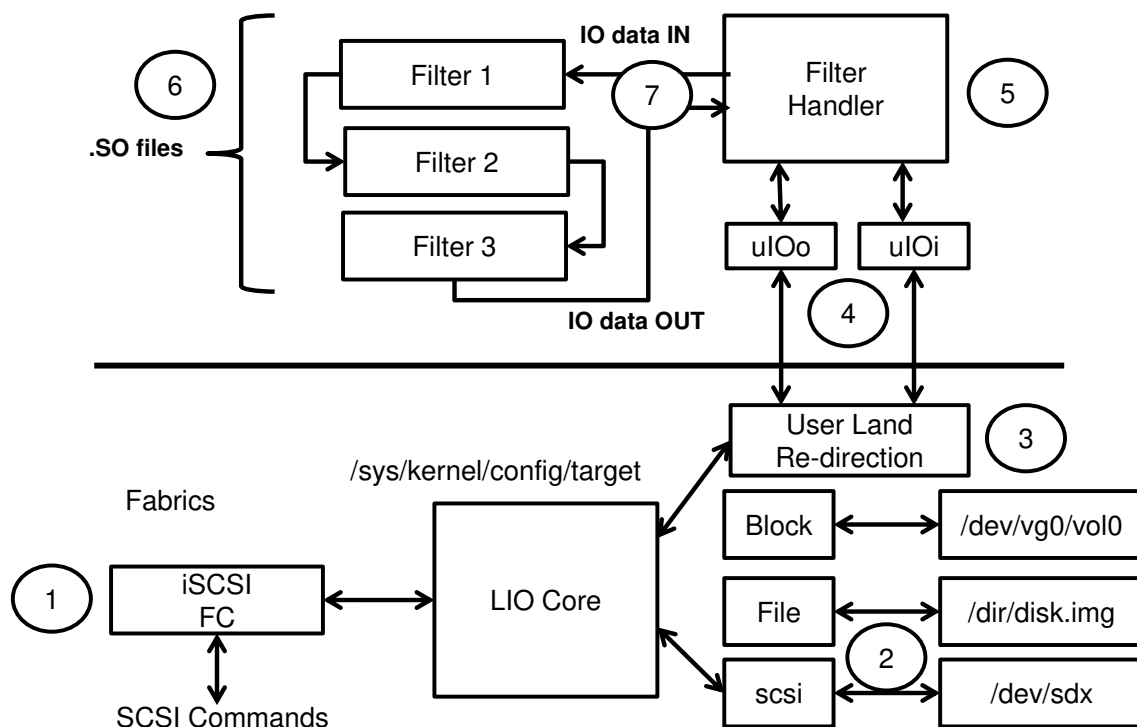 IO data IN
6
Filter 1
7
Filter
Handler
5
.SO files
Filter 2
Filter 3
uIOo
uIOi
IO data OUT
4
User Land
Re-direction
3
/sys/kernel/config/target
Fabrics
Block
/dev/vg0/vol0
1
iSCSI
FC
LIO Core
File
/dir/disk.img
2
scsi
/dev/sdx
SCSI Commands